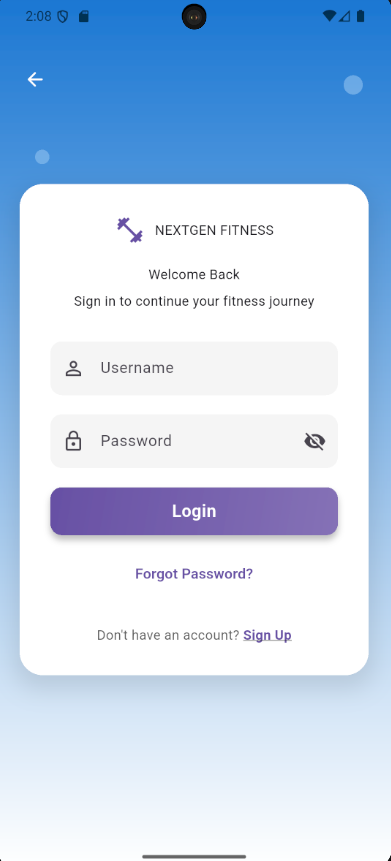 2:08
NEXTGEN FITNESS
Welcome Back
Sign in to continue your fitness journey
Username
Password
Login
Forgot Password?
Don't have an account? Sign Up